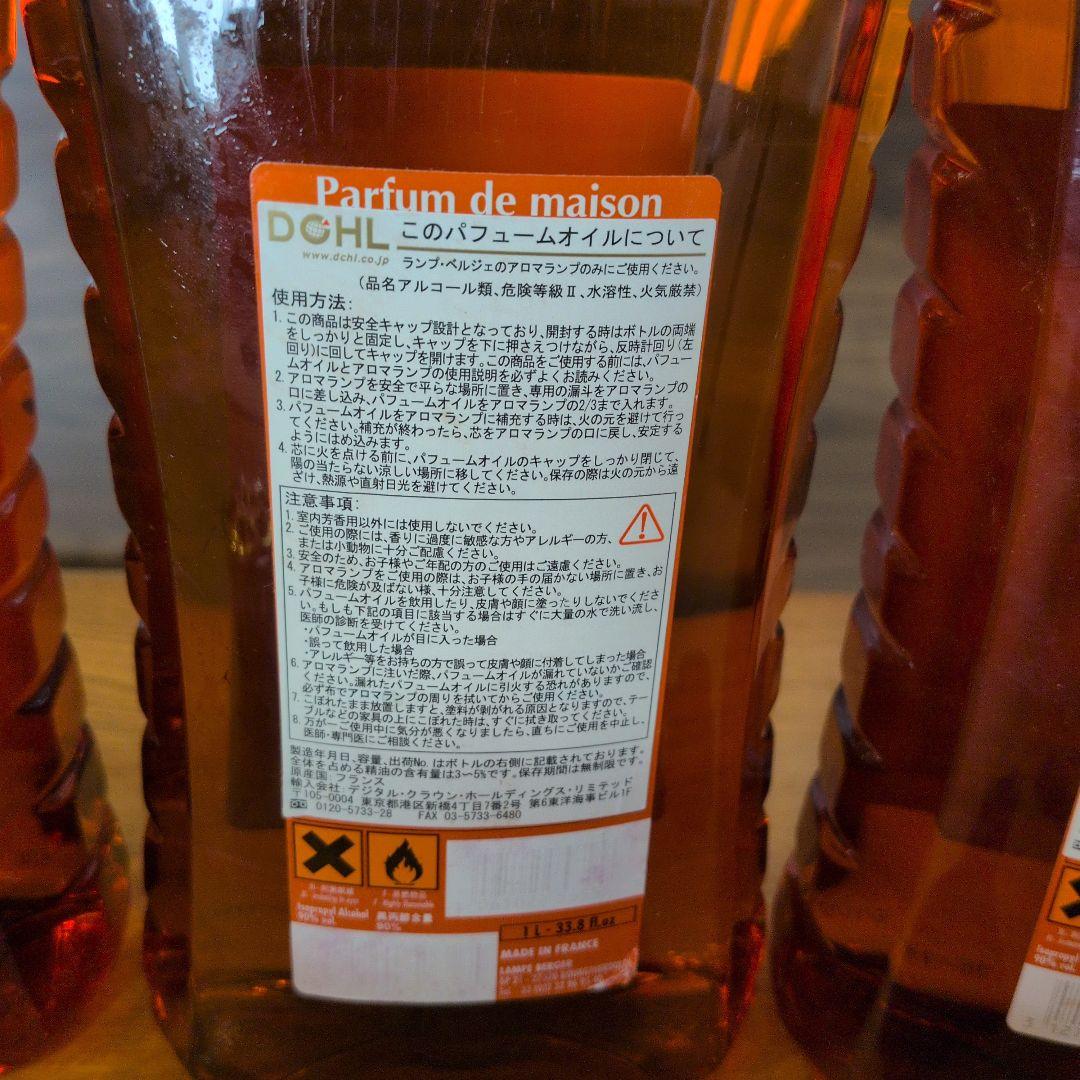 Parfum de maison
DCHL このパフュームオイルについて
www.dchl.co.jp ランプ・ベルジェのアロマランプのみにご使用ください。
(品名アルコール類、危険等級Ⅱ、水溶性、火気厳禁)
使用方法:
1. この商品は安全キャップ設計となっており、開封する時はボトルの両端
をしっかりと固定し、キャップを下に押さえつけながら、反時計回り(左
回り)に回してキャップを開けます。この商品をご使用する前には、パフュー
ムオイルとアロマランプの使用説明を必ずよくお読みください。
2. アロマランプを安全で平らな場所に置き、専用の漏斗をアロマランプの
口に差し込み、パフュームオイルをアロマランプの2/3まで入れます。
3. パフュームオイルをアロマランプに補充する時は、火の元を避けて行っ
てください。補充が終わったら、芯をアロマランプの口に戻し、安定する
ようにはめ込みます。
4. 芯に火を点ける前に、パフュームオイルのキャップをしっかり閉じて、
陽の当たらない涼しい場所に移してください。保存の際は火の元から遠
ざけ、熱源や直射日光を避けてください。
注意事項:
1. 室内芳香用以外には使用しないでください。
2. ご使用の際には、香りに過度に敏感な方やアレルギーの方、
または小動物に十分ご配慮ください。
3. 安全のため、お子様やご年配の方のご使用はご遠慮ください。
4. アロマランプをご使用の際は、お子様の手の届かない場所に置き、お
子様に危険が及ばない様、十分注意してください。
5. パフュームオイルを飲用したり、皮膚や顔に塗ったりしないでくださ
い。もしも下記の項目に該当する場合はすぐに大量の水で洗い流し、
医師の診断を受けてください。
・パフュームオイルが目に入った場合
・誤って飲用した場合
・アレルギー等をお持ちの方で誤って皮膚や顔に付着してしまった場合
6. アロマランプに注いだ際、パフュームオイルが漏れていないかご確認
ください。漏れたパフュームオイルに引火する恐れがありますので、
必ず布でアロマランプの周りを拭いてからご使用ください。
7. こぼれたまま放置しますと、塗料が剥がれる原因となりますので、テー
ブルなどの家具の上にこぼれた時は、すぐに拭き取ってください。
8. 万が一ご使用中に気分が悪くなりましたら、直ちにご使用を中止し、
医師・専門医にご相談ください。
製造年月日、容量、出荷No. はボトルの右側に記載されております。
全体を占める精油の含有量は3〜5%です。保存期間は無制限です。
原産国: フランス
輸入会社: デジタル・クラウン・ホールディングス・リミテッド
〒105-0004 東京都港区新橋4丁目7番2号 第6東洋海事ビル1F
0120-5733-28 FAX 03-5733-6480
Highly flammable
Isopropyl Alcohol
90% vol.
異丙醇含量
90%
1 L - 33.8 fl.oz
MADE IN FRANCE
LAMPE BERGER
Isopropyl
90% vol.